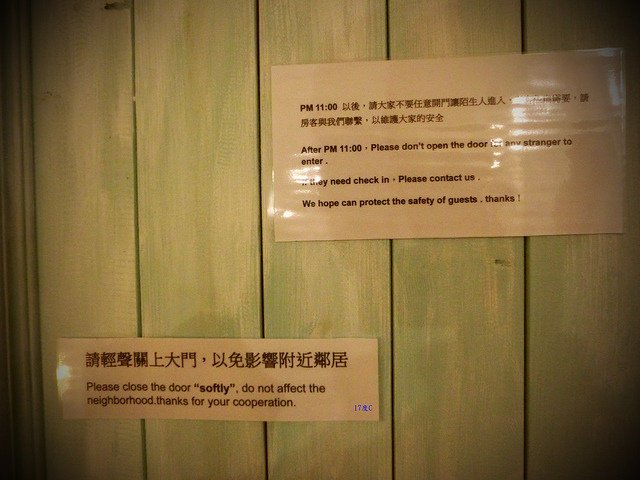 PM 11:00 以後，請大家不要任意開門讓陌生人進入，需要，請
房客與我們聯繫，以維護大家的安全
After PM 11:00，Please don't open the door for any stranger to
enter .
If they need check in，Please contact us .
We hope can protect the safety of guests . thanks !
請輕聲關上大門，以免影響附近鄰居
Please close the door “softly”, do not affect the
neighborhood.thanks for your cooperation.
17度C